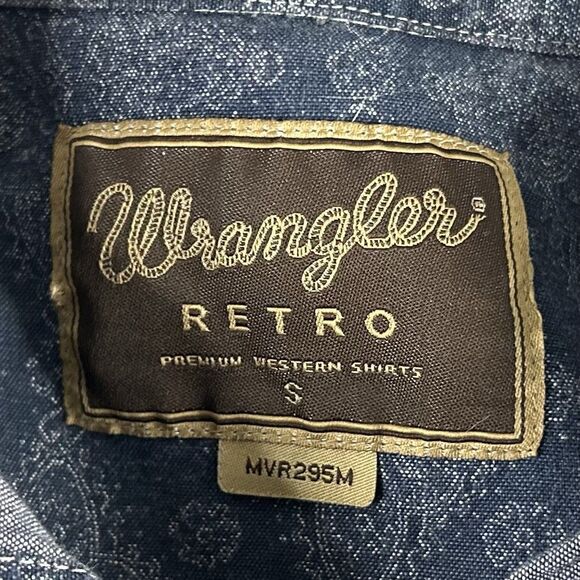 Wrangler®
RETRO
PREMIUM WESTERN SHIRTS
S
MVR295M